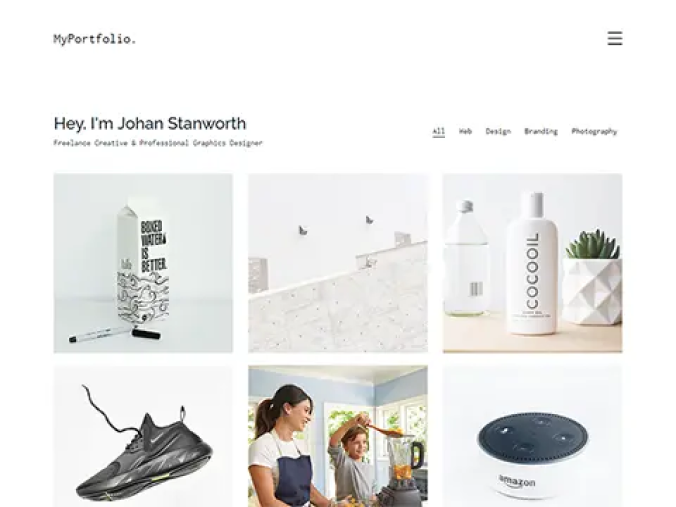 MyPortfolio.
Hey, I'm Johan Stanworth
Freelance Creative & Professional Graphics Designer
All Web Design Branding Photography
BOXED
WATER
IS
BETTER.
COCOOIL
amazon